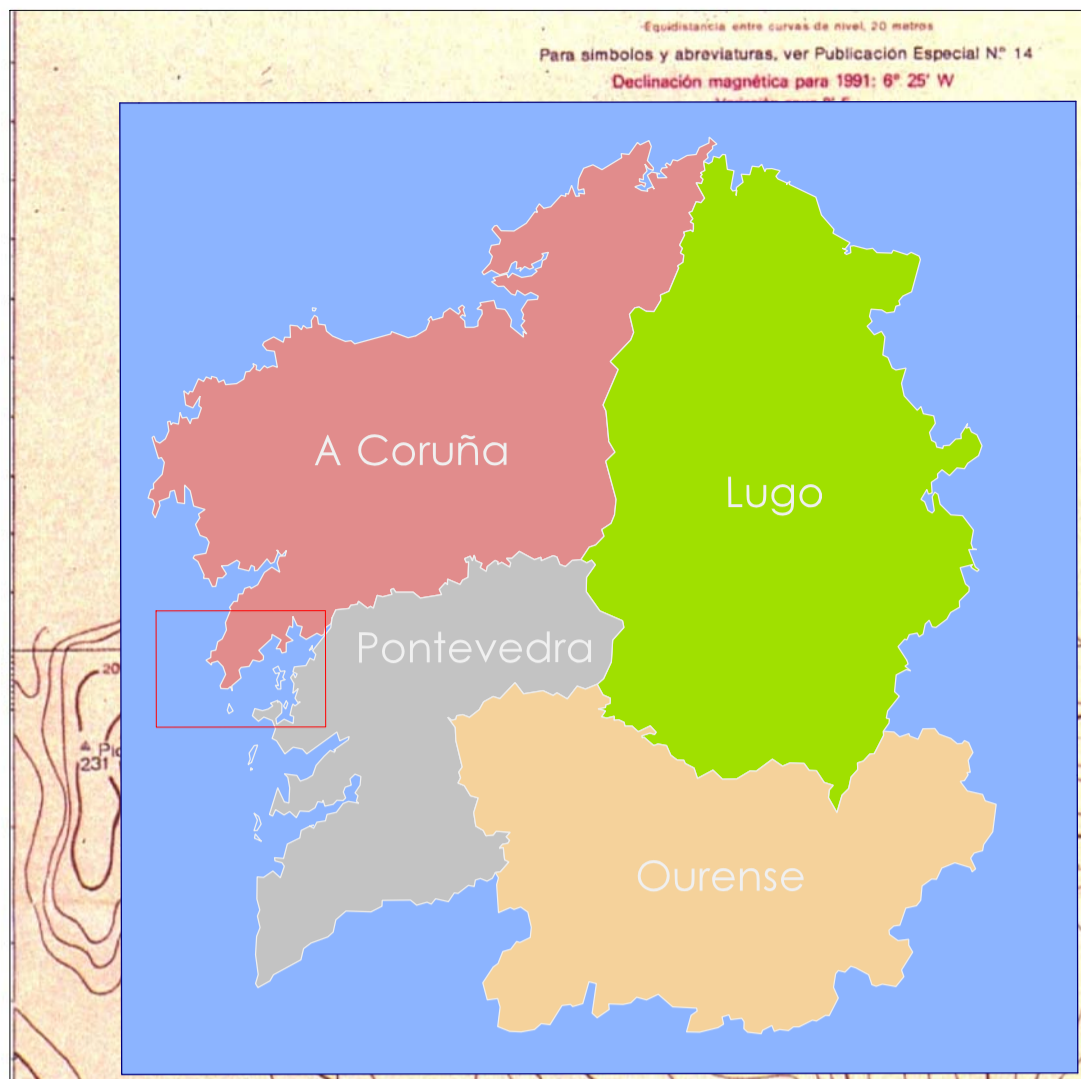 Equidistancia entre curvas de nivel, 20 metros
Para símbolos y abreviaturas, ver Publicación Especial N.º 14
Declinación magnética para 1991: 6° 25' W
A Coruña
Lugo
Pontevedra
20
231
Ourense